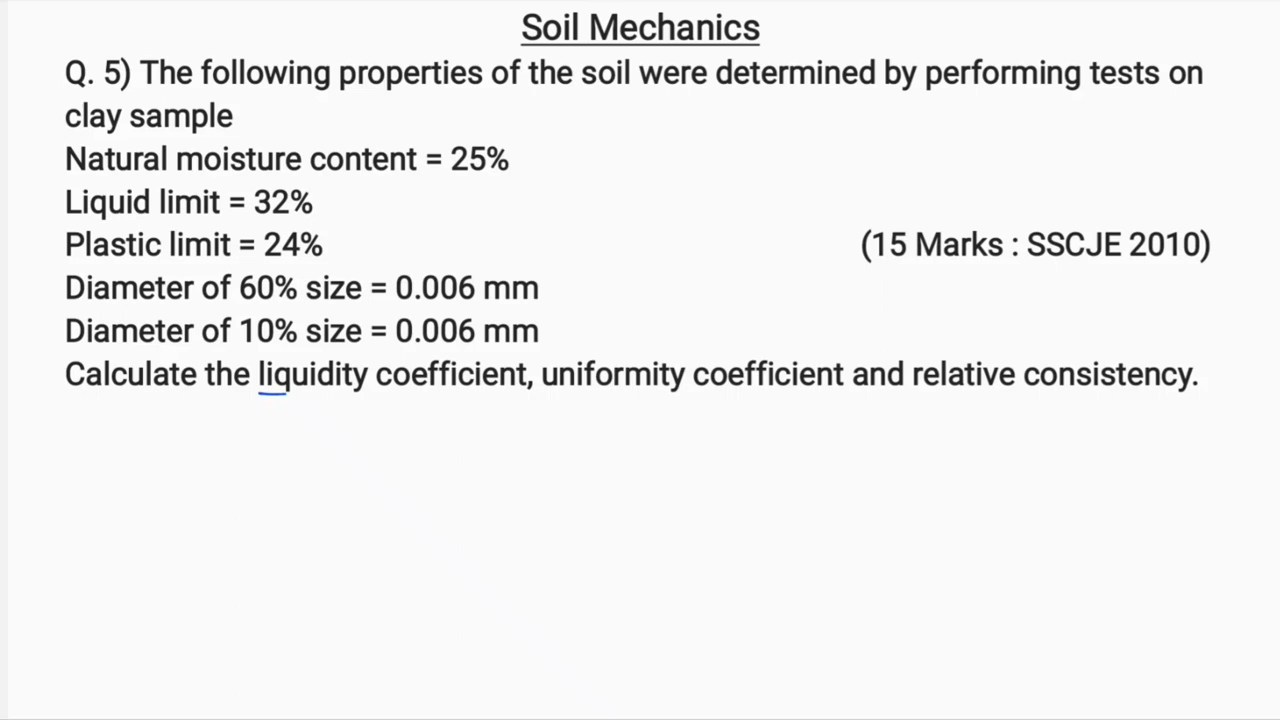 Soil Mechanics
Q. 5) The following properties of the soil were determined by performing tests on
clay sample
Natural moisture content = 25%
Liquid limit = 32%
Plastic limit = 24% (15 Marks : SSCJE 2010)
Diameter of 60% size = 0.006 mm
Diameter of 10% size = 0.006 mm
Calculate the liquidity coefficient, uniformity coefficient and relative consistency.